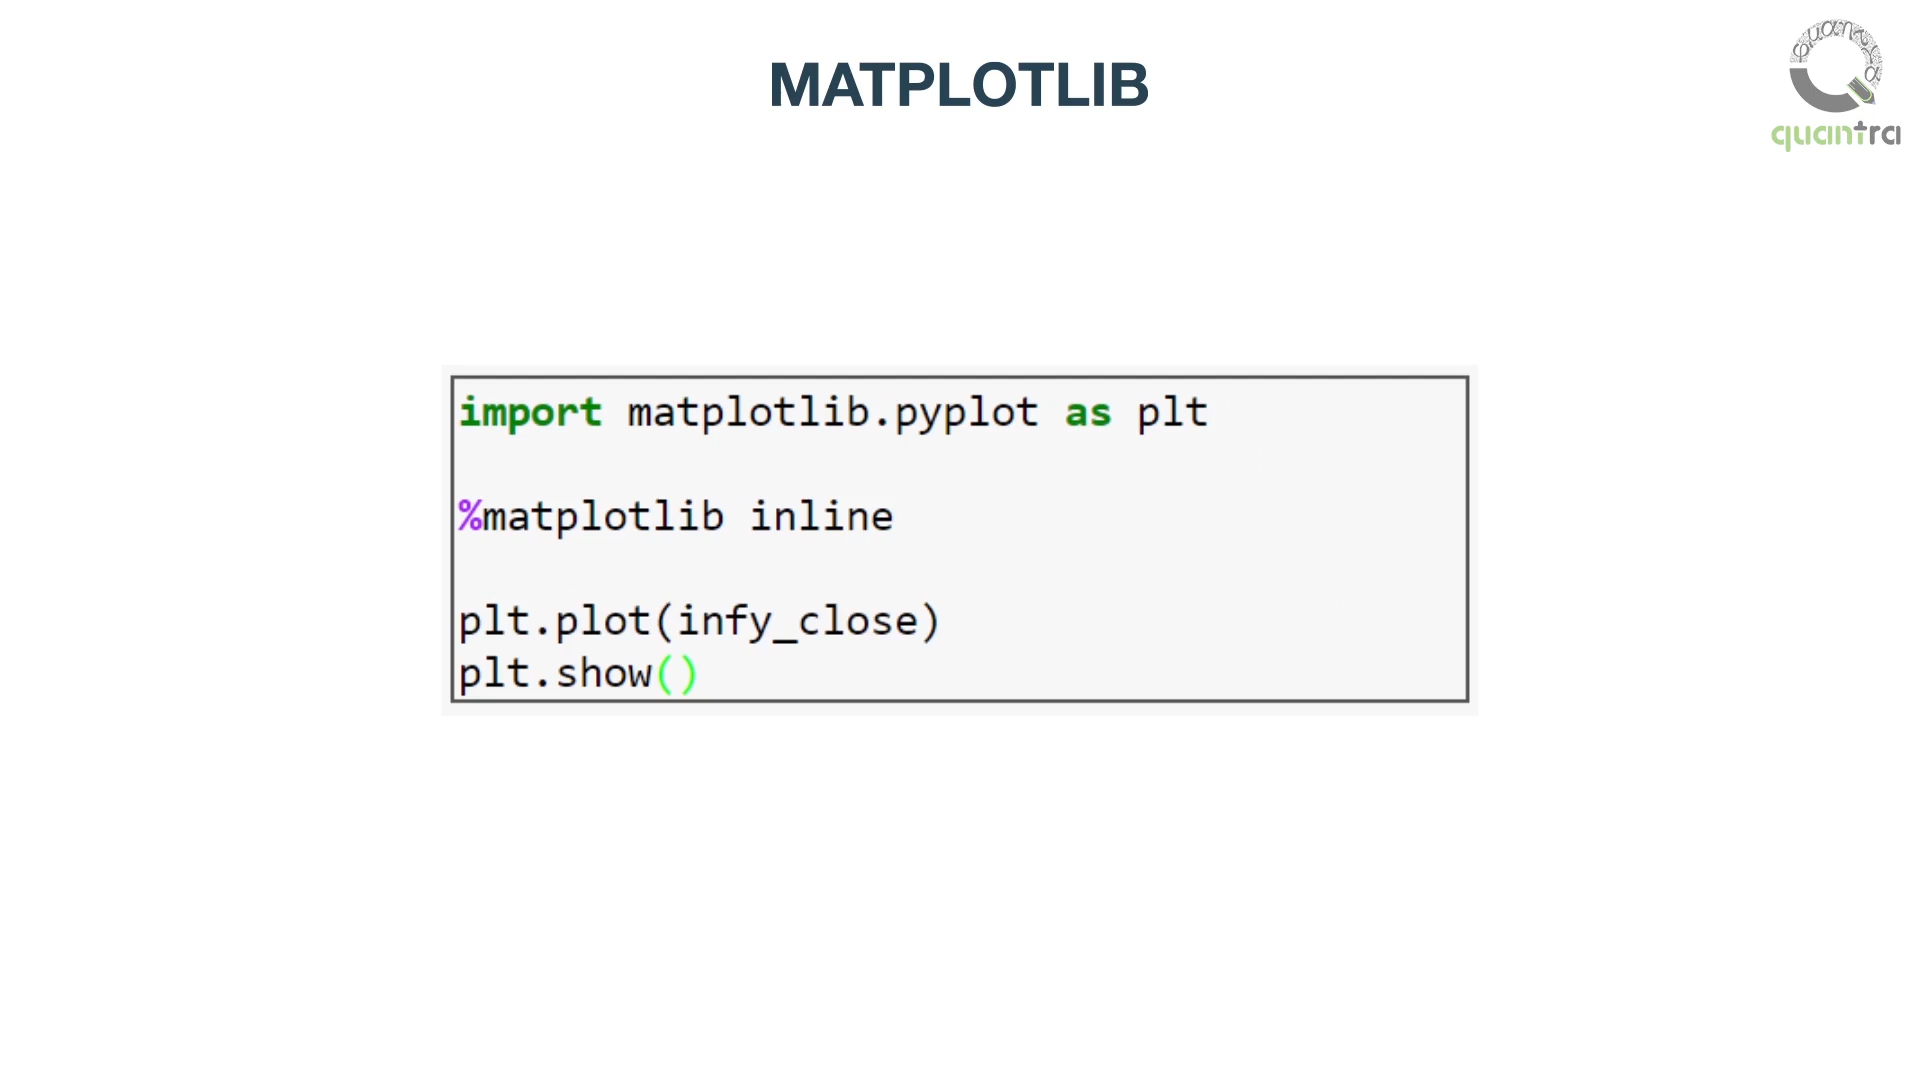 MATPLOTLIB
quantra
import matplotlib.pyplot as plt
%matplotlib inline
plt.plot(infy_close)
plt.show()